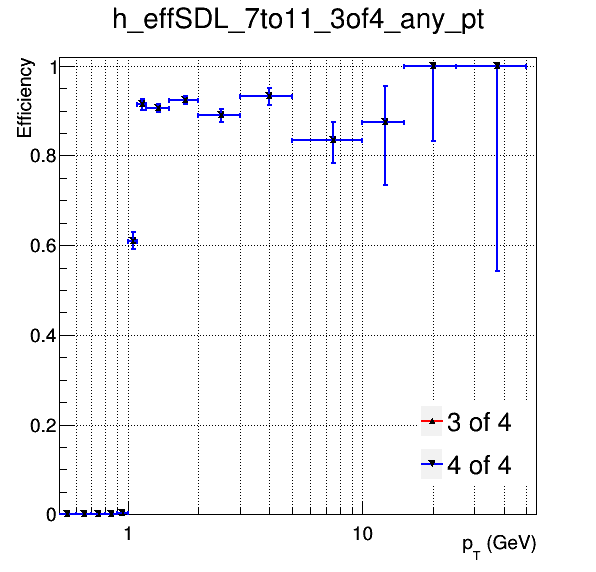 h_effSDL_7to11_3of4_any_pt
Efficiency
1
0.8
0.6
0.4
0.2
0
3 of 4
4 of 4
1
10
p_T (GeV)